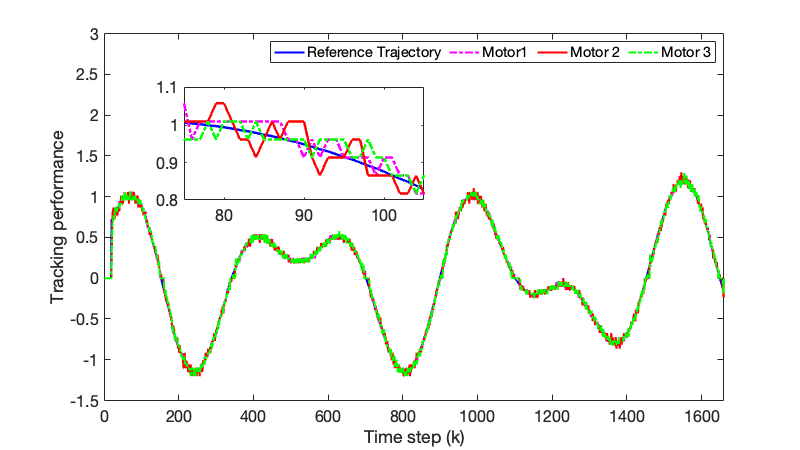 3
Reference Trajectory Motor1 Motor 2 Motor 3
2.5
2
1.5
1
0.5
0
-0.5
-1
-1.5
Tracking performance
1.1
1
0.9
0.8
80 90 100
0 200 400 600 800 1000 1200 1400 1600
Time step (k)